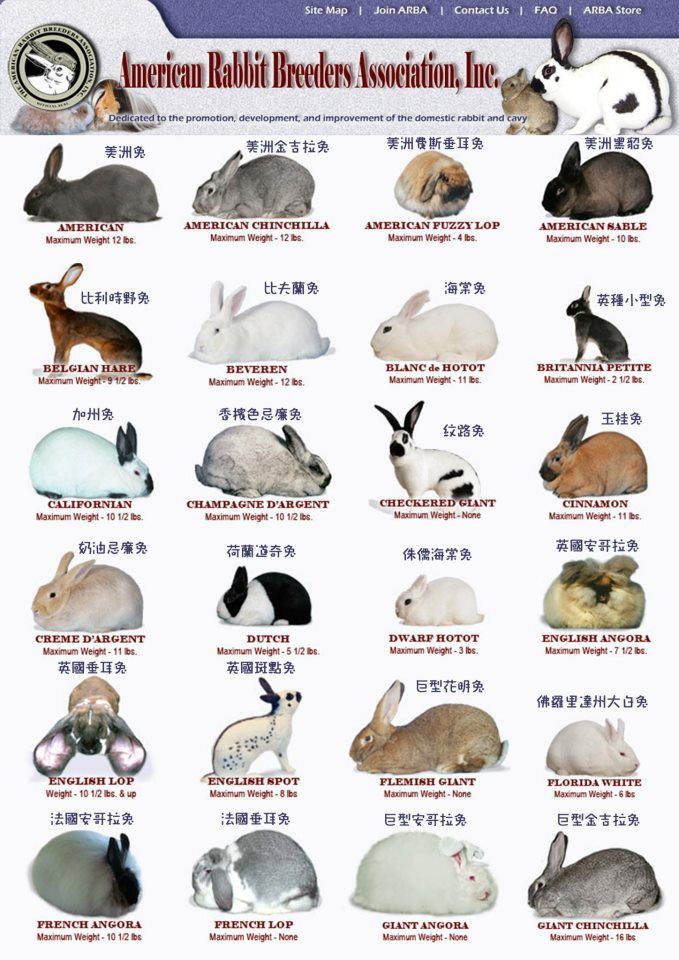 Site Map | Join ARBA | Contact Us | FAQ | ARBA Store
THE AMERICAN RABBIT BREEDERS ASSOCIATION, INC.
OFFICIAL SEAL
American Rabbit Breeders Association, Inc.
Dedicated to the promotion, development, and improvement of the domestic rabbit and cavy
美洲兔 美洲金吉拉兔 美洲費斯垂耳兔 美洲黑貂兔
AMERICAN AMERICAN CHINCHILLA AMERICAN FUZZY LOP AMERICAN SABLE
Maximum Weight 12 lbs. Maximum Weight - 12 lbs. Maximum Weight - 4 lbs. Maximum Weight - 10 lbs.
比利時野兔 比夫蘭兔 海棠兔 英種小型兔
BELGIAN HARE BEVEREN BLANC de HOTOT BRITANNIA PETITE
Maximum Weight - 9 1/2 lbs. Maximum Weight - 12 lbs. Maximum Weight - 11 lbs. Maximum Weight - 2 1/2 lbs.
加州兔 香檳色忌廉兔 紋路兔 玉桂兔
CALIFORNIAN CHAMPAGNE D'ARGENT CHECKERED GIANT CINNAMON
Maximum Weight - 10 1/2 lbs. Maximum Weight - 10 1/2 lbs. Maximum Weight - None Maximum Weight - 11 lbs.
奶油忌廉兔 荷蘭道奇兔 侏儒海棠兔 英國安哥拉兔
CREME D'ARGENT DUTCH DWARF HOTOT ENGLISH ANGORA
Maximum Weight - 11 lbs. Maximum Weight - 5 1/2 lbs. Maximum Weight - 3 lbs. Maximum Weight - 7 1/2 lbs.
英國垂耳兔 英國斑點兔 巨型花明兔 佛羅里達州大白兔
ENGLISH LOP ENGLISH SPOT FLEMISH GIANT FLORIDA WHITE
Weight - 10 1/2 lbs. & up Maximum Weight - 8 lbs Maximum Weight - None Maximum Weight - 6 lbs
法國安哥拉兔 法國垂耳兔 巨型安哥拉兔 巨型金吉拉兔
FRENCH ANGORA FRENCH LOP GIANT ANGORA GIANT CHINCHILLA
Maximum Weight - 10 1/2 lbs Maximum Weight - None Maximum Weight - None Maximum Weight - 16 lbs